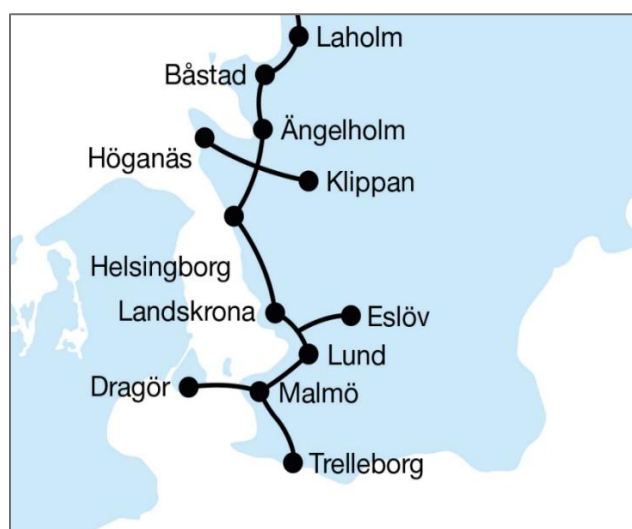 Laholm
Båstad
Ängelholm
Höganäs
Klippan
Helsingborg
Landskrona
Eslöv
Lund
Dragör
Malmö
Trelleborg